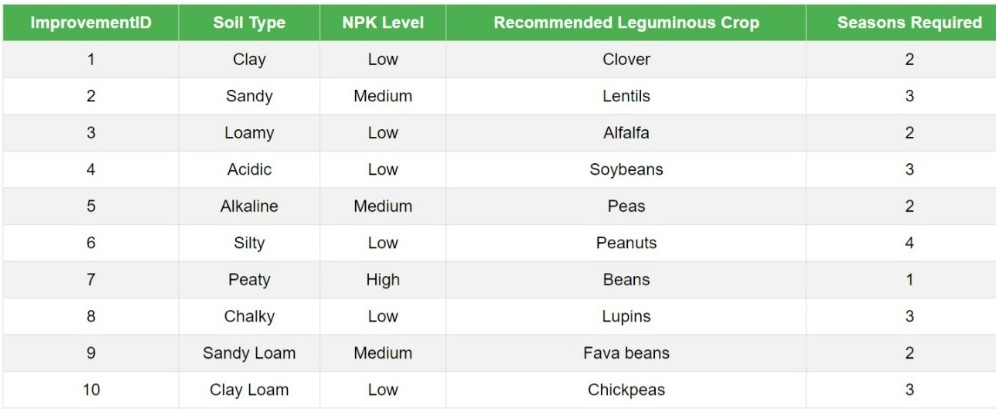 ImprovementID Soil Type NPK Level Recommended Leguminous Crop Seasons Required
1 Clay Low Clover 2
2 Sandy Medium Lentils 3
3 Loamy Low Alfalfa 2
4 Acidic Low Soybeans 3
5 Alkaline Medium Peas 2
6 Silty Low Peanuts 4
7 Peaty High Beans 1
8 Chalky Low Lupins 3
9 Sandy Loam Medium Fava beans 2
10 Clay Loam Low Chickpeas 3